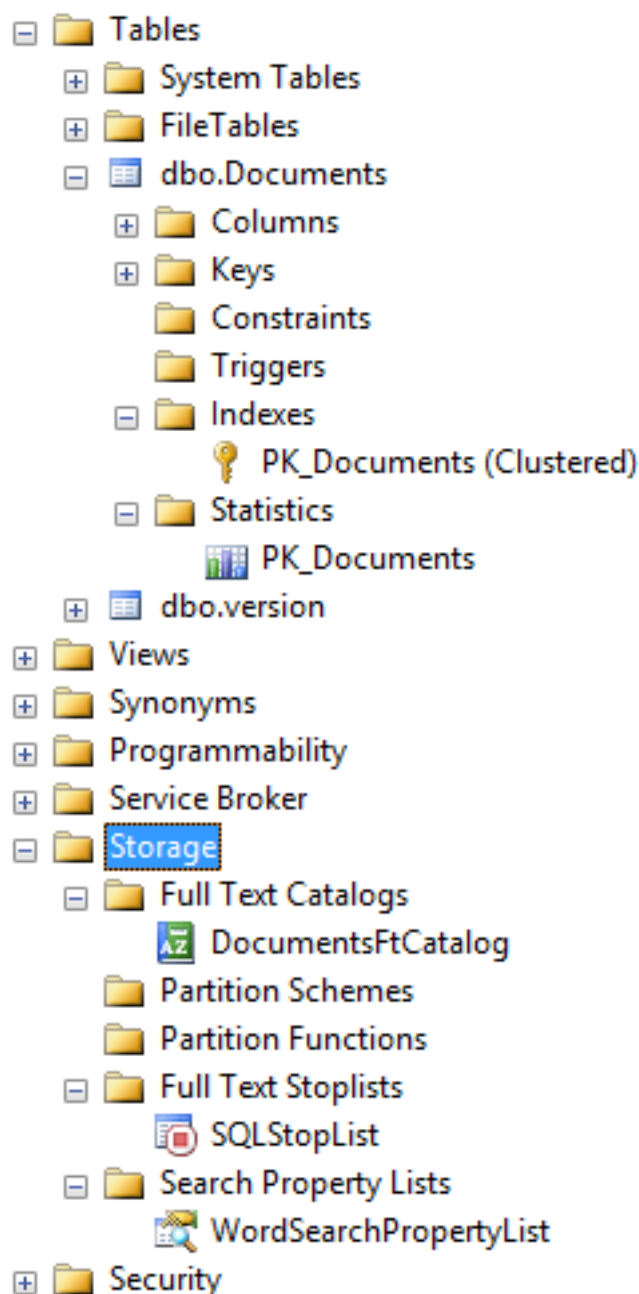 Tables
System Tables
FileTables
dbo.Documents
Columns
Keys
Constraints
Triggers
Indexes
PK_Documents (Clustered)
Statistics
PK_Documents
dbo.version
Views
Synonyms
Programmability
Service Broker
Storage
Full Text Catalogs
DocumentsFtCatalog
Partition Schemes
Partition Functions
Full Text Stoplists
SQLStopList
Search Property Lists
WordSearchPropertyList
Security